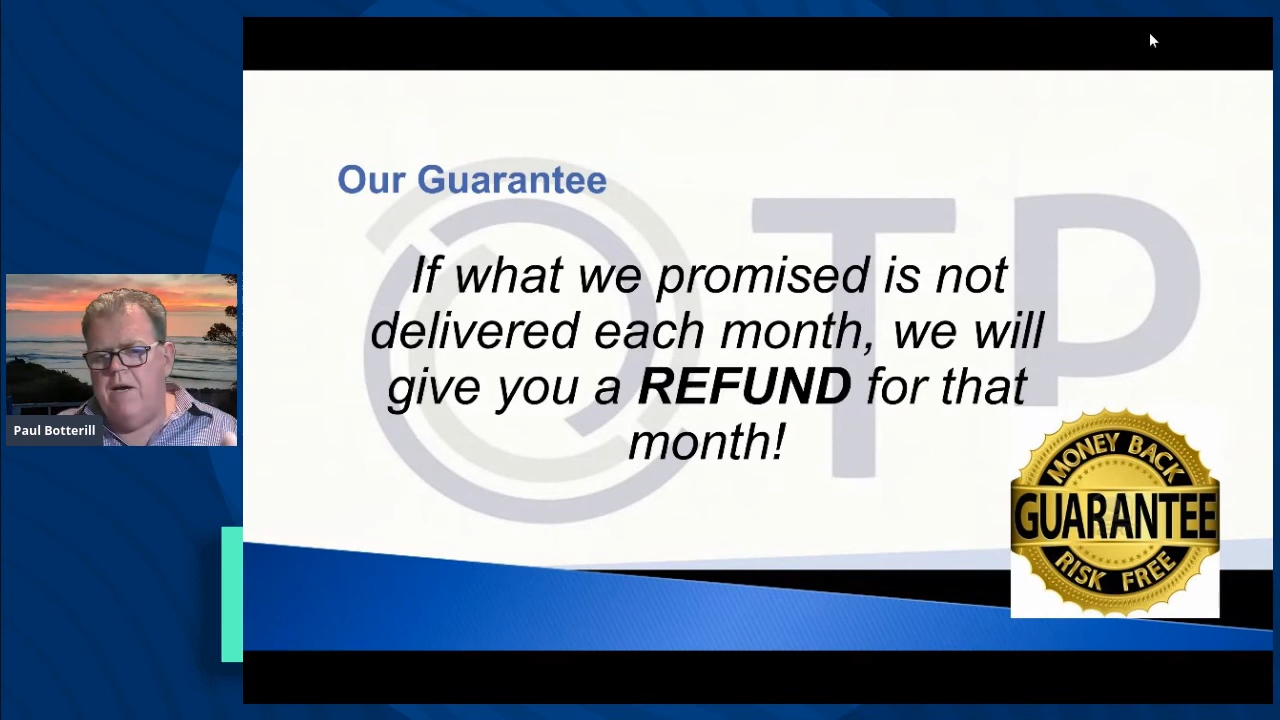 Our Guarantee
OTP
If what we promised is not
delivered each month, we will
give you a REFUND for that
month!
Paul Botterill
MONEY BACK
GUARANTEE
RISK FREE